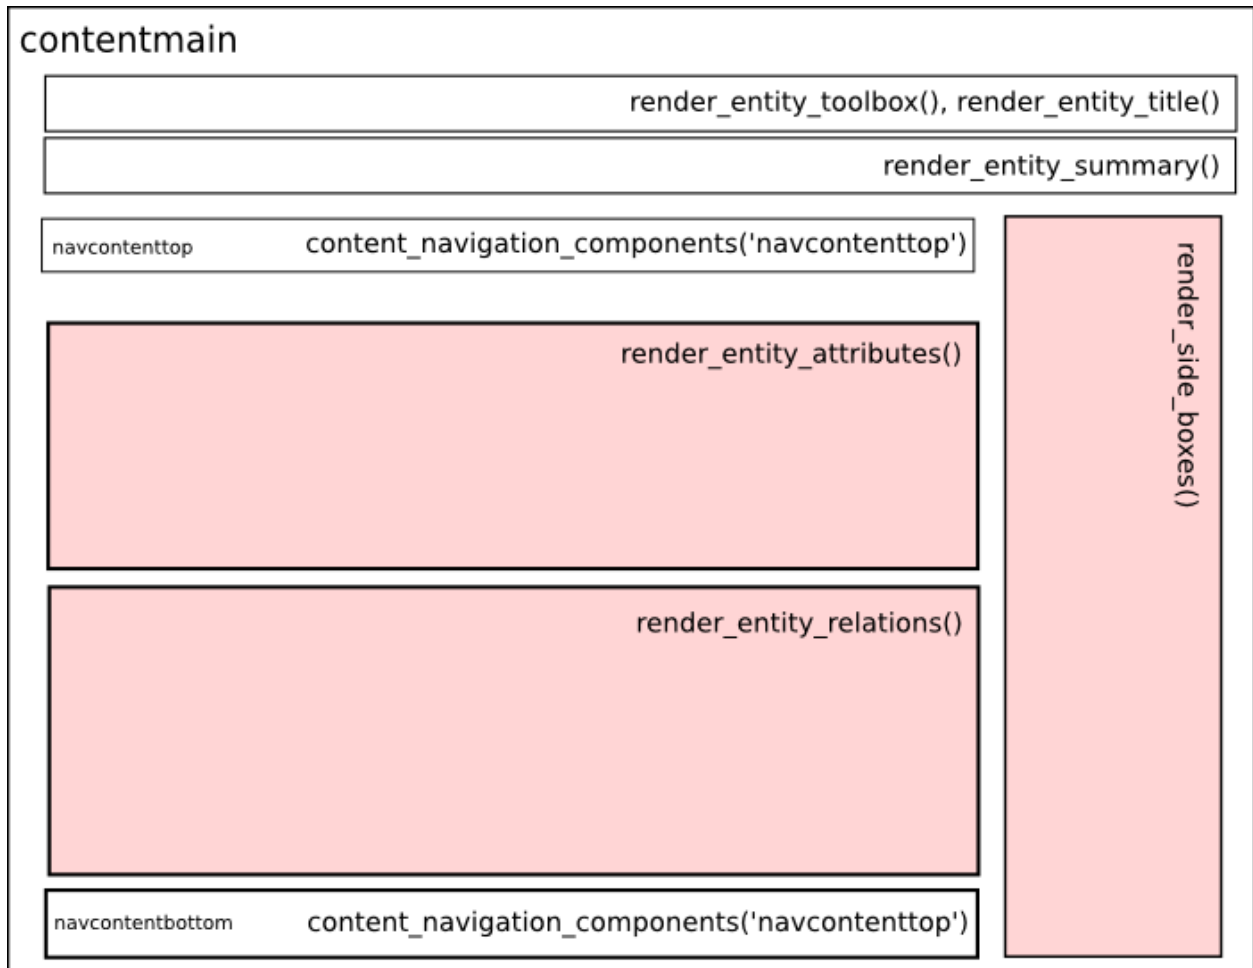 contentmain
render_entity_toolbox(), render_entity_title()
render_entity_summary()
navcontenttop content_navigation_components('navcontenttop')
render_side_boxes()
render_entity_attributes()
render_entity_relations()
navcontentbottom content_navigation_components('navcontenttop')